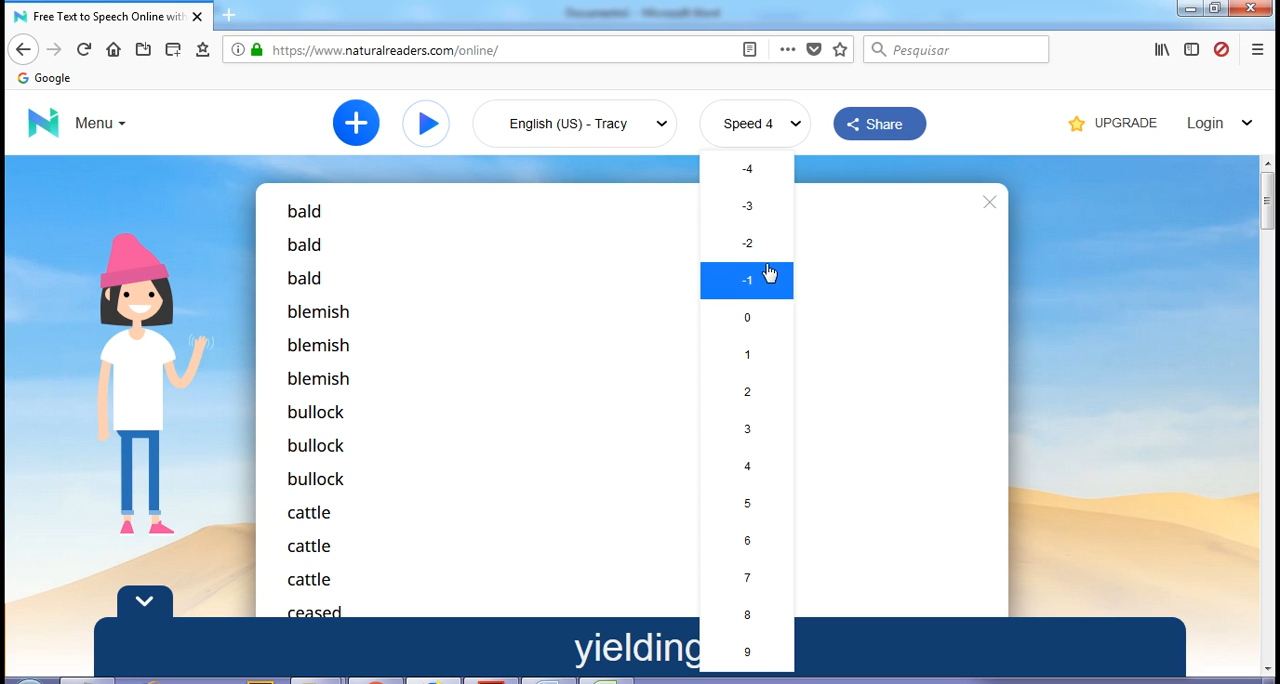 Free Text to Speech Online with
https://www.naturalreaders.com/online/
Pesquisar
Google
Menu
English (US) - Tracy
Speed 4
Share
UPGRADE
Login
-4
-3
-2
-1
0
1
2
3
4
5
6
7
8
9
bald
bald
bald
blemish
blemish
blemish
bullock
bullock
bullock
cattle
cattle
cattle
ceased
yielding